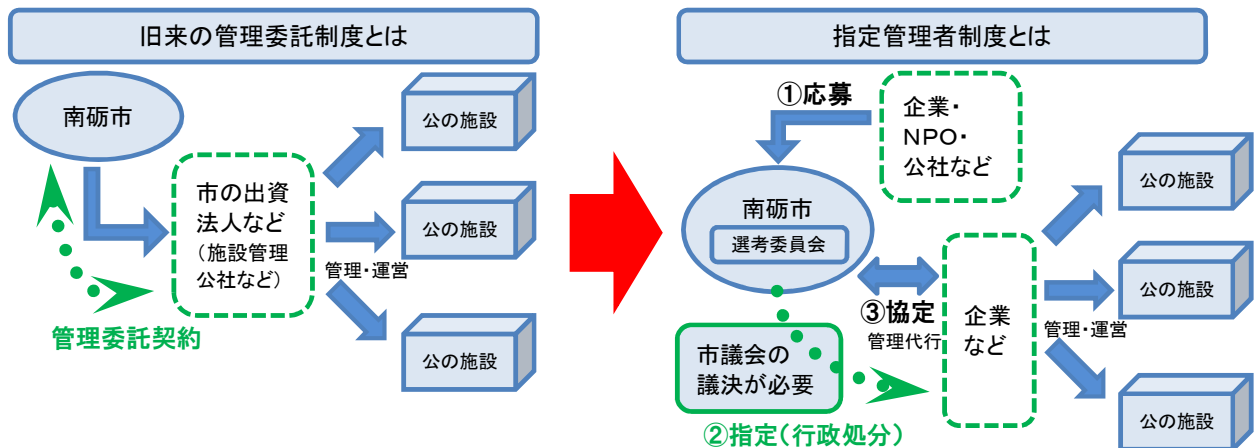 旧来の管理委託制度とは
南砺市
市の出資
法人など
（施設管理
公社など）
管理・運営
公の施設
公の施設
公の施設
管理委託契約
指定管理者制度とは
①応募
企業・
NPO・
公社など
南砺市
選考委員会
③協定
管理代行
市議会の
議決が必要
②指定（行政処分）
企業
など
管理・運営
公の施設
公の施設
公の施設